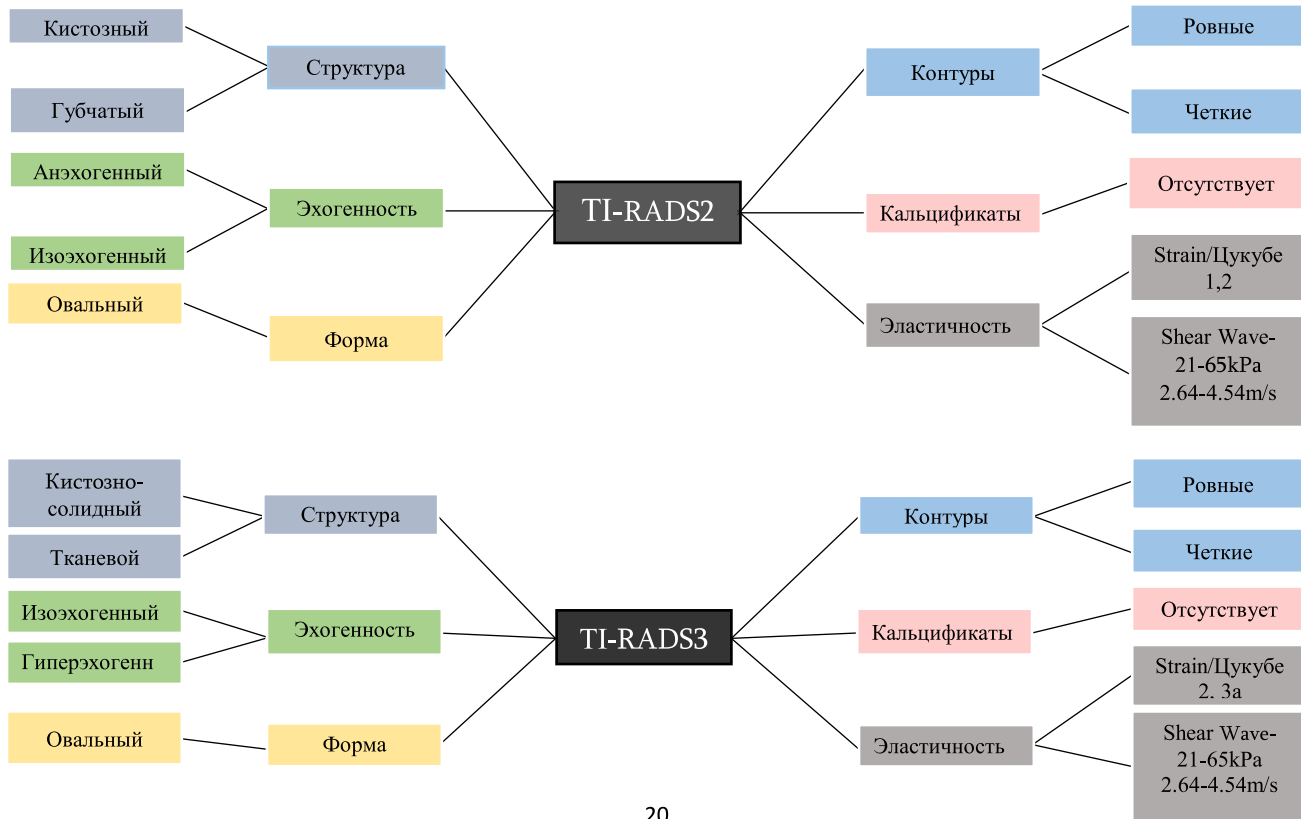 Кистозный
Губчатый
Структура
Анэхогенный
Изоэхогенный
Эхогенность
Овальный
Форма
TI-RADS2
Контуры
Ровные
Четкие
Кальцификаты
Отсутствует
Эластичность
Strain/Цукубе
1,2
Shear Wave-
21-65kPa
2.64-4.54m/s
Кистозно-
солидный
Тканевой
Структура
Изоэхогенный
Гиперэхогенн
Эхогенность
Овальный
Форма
TI-RADS3
Контуры
Ровные
Четкие
Кальцификаты
Отсутствует
Эластичность
Strain/Цукубе
2, 3а
Shear Wave-
21-65kPa
2.64-4.54m/s
20